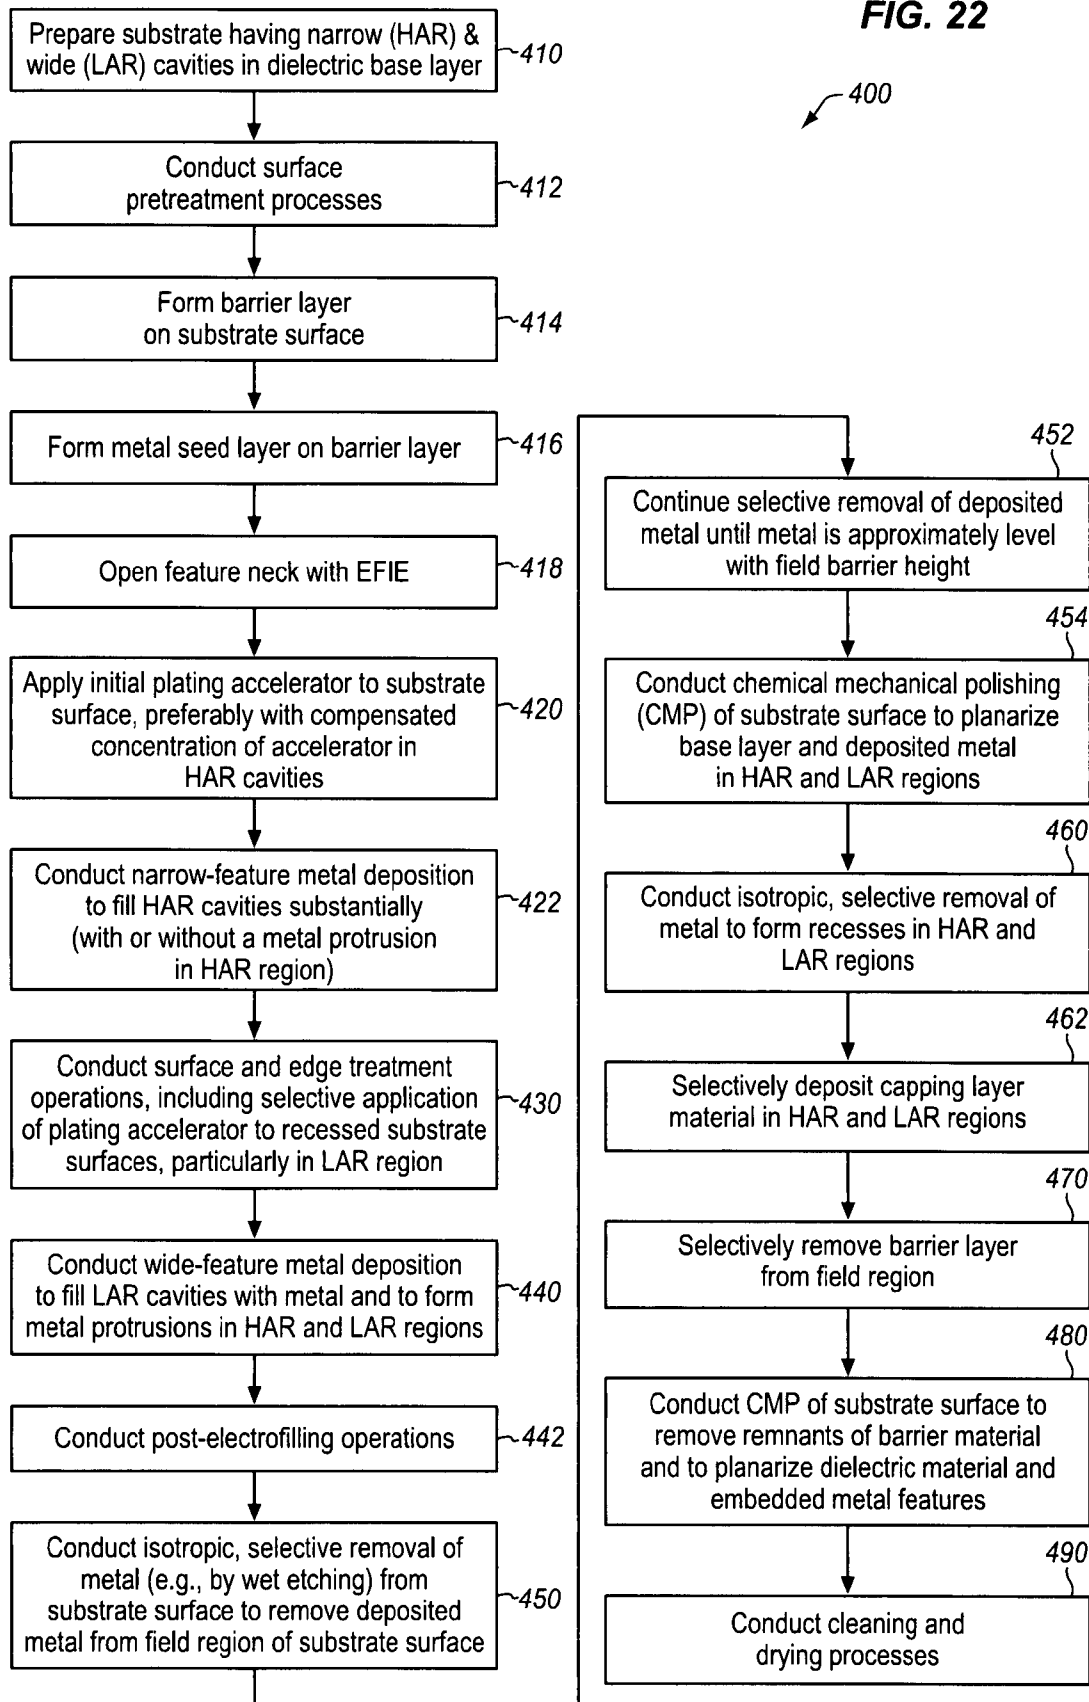 FIG. 22
400
Prepare substrate having narrow (HAR) &
wide (LAR) cavities in dielectric base layer
410
Conduct surface
pretreatment processes
412
Form barrier layer
on substrate surface
414
Form metal seed layer on barrier layer
416
Open feature neck with EFIE
418
Apply initial plating accelerator to substrate
surface, preferably with compensated
concentration of accelerator in
HAR cavities
420
Conduct narrow-feature metal deposition
to fill HAR cavities substantially
(with or without a metal protrusion
in HAR region)
422
Conduct surface and edge treatment
operations, including selective application
of plating accelerator to recessed substrate
surfaces, particularly in LAR region
430
Conduct wide-feature metal deposition
to fill LAR cavities with metal and to form
metal protrusions in HAR and LAR regions
440
Conduct post-electrofilling operations
442
Conduct isotropic, selective removal of
metal (e.g., by wet etching) from
substrate surface to remove deposited
metal from field region of substrate surface
450
452
Continue selective removal of deposited
metal until metal is approximately level
with field barrier height
454
Conduct chemical mechanical polishing
(CMP) of substrate surface to planarize
base layer and deposited metal
in HAR and LAR regions
460
Conduct isotropic, selective removal of
metal to form recesses in HAR and
LAR regions
462
Selectively deposit capping layer
material in HAR and LAR regions
470
Selectively remove barrier layer
from field region
480
Conduct CMP of substrate surface to
remove remnants of barrier material
and to planarize dielectric material and
embedded metal features
490
Conduct cleaning and
drying processes